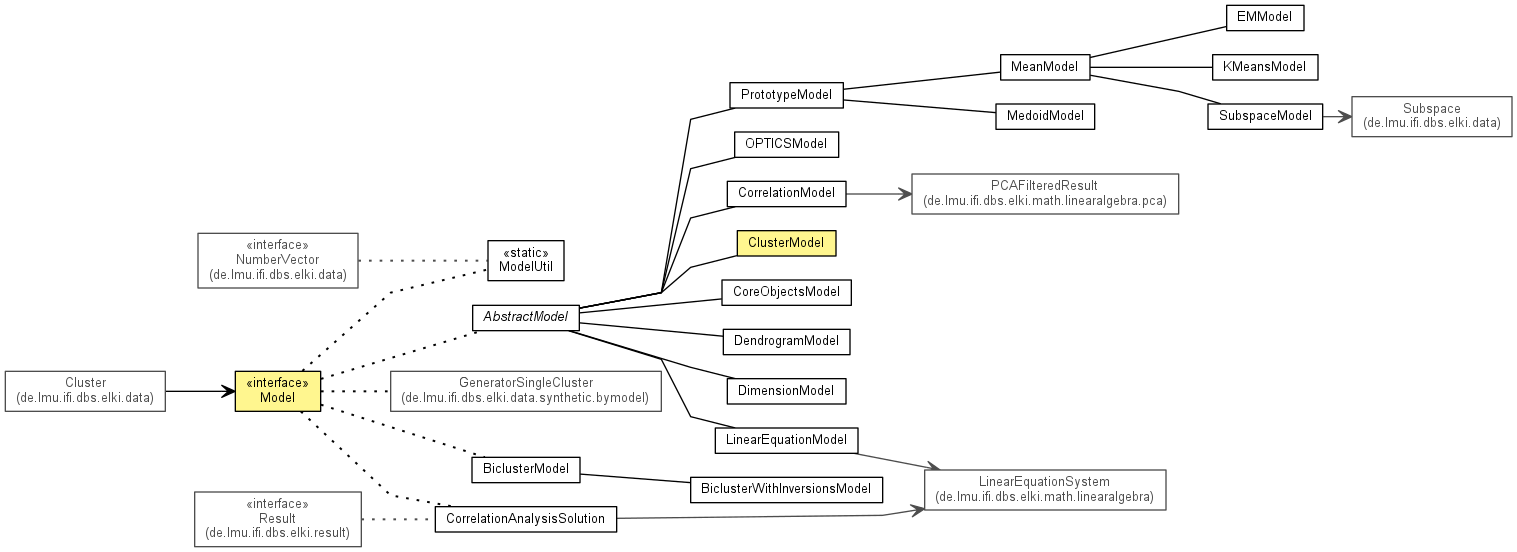 EMModel
MeanModel
KMeansModel
PrototypeModel
MedoidModel
SubspaceModel
Subspace
(de.lmu.ifi.dbs.elki.data)
OPTICSModel
CorrelationModel
PCAFilteredResult
(de.lmu.ifi.dbs.elki.math.linearalgebra.pca)
ClusterModel
«interface»
NumberVector
(de.lmu.ifi.dbs.elki.data)
«static»
ModelUtil
CoreObjectsModel
AbstractModel
DendrogramModel
Cluster
(de.lmu.ifi.dbs.elki.data)
«interface»
Model
GeneratorSingleCluster
(de.lmu.ifi.dbs.elki.data.synthetic.bymodel)
DimensionModel
LinearEquationModel
BiclusterModel
BiclusterWithInversionsModel
LinearEquationSystem
(de.lmu.ifi.dbs.elki.math.linearalgebra)
«interface»
Result
(de.lmu.ifi.dbs.elki.result)
CorrelationAnalysisSolution